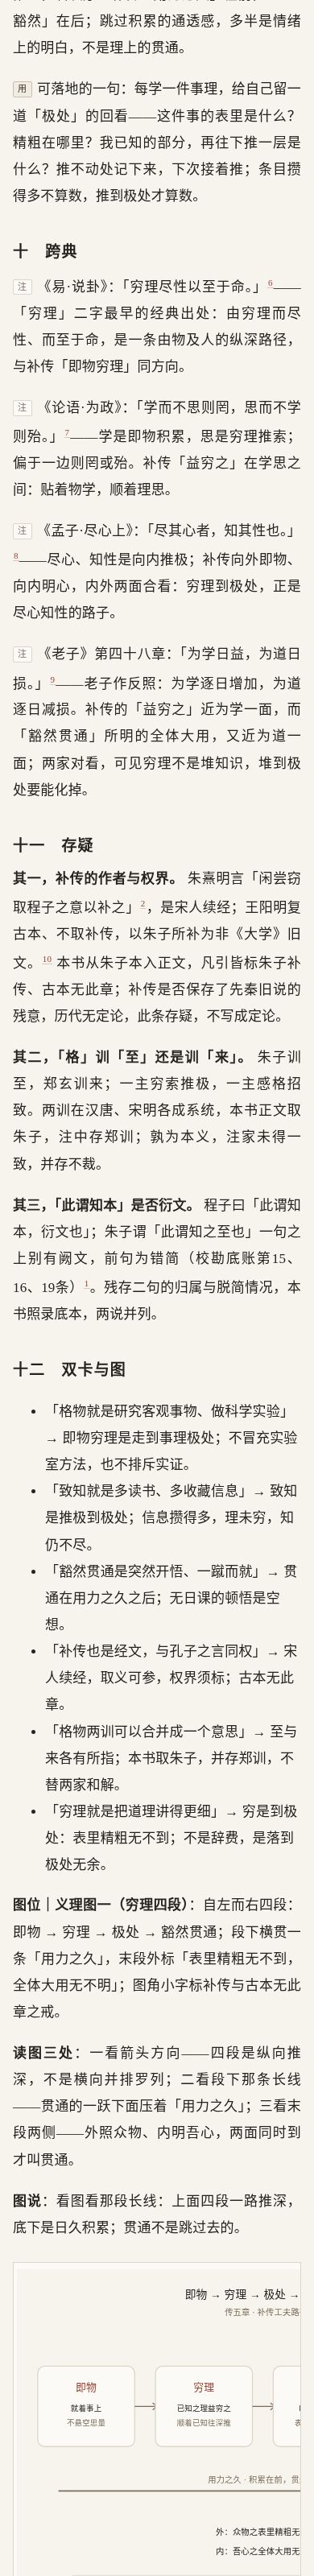 豁然」在后；跳过积累的通透感，多半是情绪
上的明白，不是理上的贯通。
用 可落地的一句：每学一件事理，给自己留一
道「极处」的回看——这件事的表里是什么？
精粗在哪里？我已知的部分，再往下推一层是
什么？推不动处记下来，下次接着推；条目攒
得多不算数，推到极处才算数。
十 跨典
注 《易·说卦》：「穷理尽性以至于命。」6——
「穷理」二字最早的经典出处：由穷理而尽
性、而至于命，是一条由物及人的纵深路径，
与补传「即物穷理」同方向。
注 《论语·为政》：「学而不思则罔，思而不学
则殆。」7——学是即物积累，思是穷理推索；
偏于一边则罔或殆。补传「益穷之」在学思之
间：贴着物学，顺着理思。
注 《孟子·尽心上》：「尽其心者，知其性也。」
8——尽心、知性是向内推极；补传向外即物、
向内明心，内外两面合看：穷理到极处，正是
尽心知性的路子。
注 《老子》第四十八章：「为学日益，为道日
损。」9——老子作反照：为学逐日增加，为道
逐日减损。补传的「益穷之」近为学一面，而
「豁然贯通」所明的全体大用，又近为道一
面；两家对看，可见穷理不是堆知识，堆到极
处要能化掉。
十一 存疑
其一，补传的作者与权界。 朱熹明言「闲尝窃
取程子之意以补之」2，是宋人续经；王阳明复
古本、不取补传，以朱子所补为非《大学》旧
文。10 本书从朱子本入正文，凡引皆标朱子补
传、古本无此章；补传是否保存了先秦旧说的
残意，历代无定论，此条存疑，不写成定论。
其二，「格」训「至」还是训「来」。 朱子训
至，郑玄训来；一主穷索推极，一主感格招
致。两训在汉唐、宋明各成系统，本书正文取
朱子，注中存郑训；孰为本义，注家未得一
致，并存不裁。
其三，「此谓知本」是否衍文。 程子曰「此谓知
本，衍文也」；朱子谓「此谓知之至也」一句之
上别有阙文，前句为错简（校勘底账第15、
16、19条）1。残存二句的归属与脱简情况，本
书照录底本，两说并列。
十二 双卡与图
• 「格物就是研究客观事物、做科学实验」
→ 即物穷理是走到事理极处；不冒充实验
室方法，也不排斥实证。
• 「致知就是多读书、多收藏信息」→ 致知
是推极到极处；信息攒得多，理未穷，知
仍不尽。
• 「豁然贯通是突然开悟、一蹴而就」→ 贯
通在用力之久之后；无日课的顿悟是空
想。
• 「补传也是经文，与孔子之言同权」→ 宋
人续经，取义可参，权界须标；古本无此
章。
• 「格物两训可以合并成一个意思」→ 至与
来各有所指；本书取朱子，并存郑训，不
替两家和解。
• 「穷理就是把道理讲得更细」→ 穷是到极
处：表里精粗无不到；不是辞费，是落到
极处无余。
图位｜义理图一（穷理四段）：自左而右四段：
即物 → 穷理 → 极处 → 豁然贯通；段下横贯一
条「用力之久」，末段外标「表里精粗无不到，
全体大用无不明」；图角小字标补传与古本无此
章之戒。
读图三处：一看箭头方向——四段是纵向推
深，不是横向并排罗列；二看段下那条长线
——贯通的一跃下面压着「用力之久」；三看末
段两侧——外照众物、内明吾心，两面同时到
才叫贯通。
图说：看图看那段长线：上面四段一路推深，
底下是日久积累；贯通不是跳过去的。
即物 → 穷理 → 极处 →
传五章 · 补传工夫路
即物
就着事上
不悬空思量
穷理
已知之理益穷之
顺着已知往深推
用力之久 · 积累在前，贯
外：众物之表里精粗无
内：吾心之全体大用无